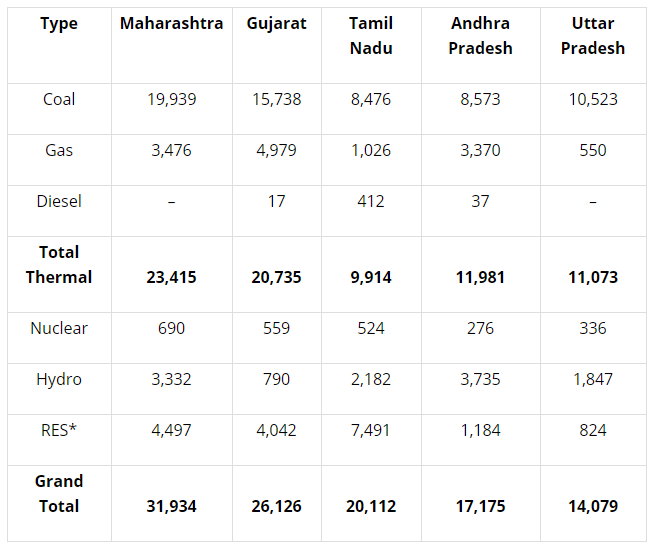 Type Maharashtra Gujarat Tamil Nadu Andhra Pradesh Uttar Pradesh
Coal 19,939 15,738 8,476 8,573 10,523
Gas 3,476 4,979 1,026 3,370 550
Diesel – 17 412 37 –
Total Thermal 23,415 20,735 9,914 11,981 11,073
Nuclear 690 559 524 276 336
Hydro 3,332 790 2,182 3,735 1,847
RES* 4,497 4,042 7,491 1,184 824
Grand Total 31,934 26,126 20,112 17,175 14,079